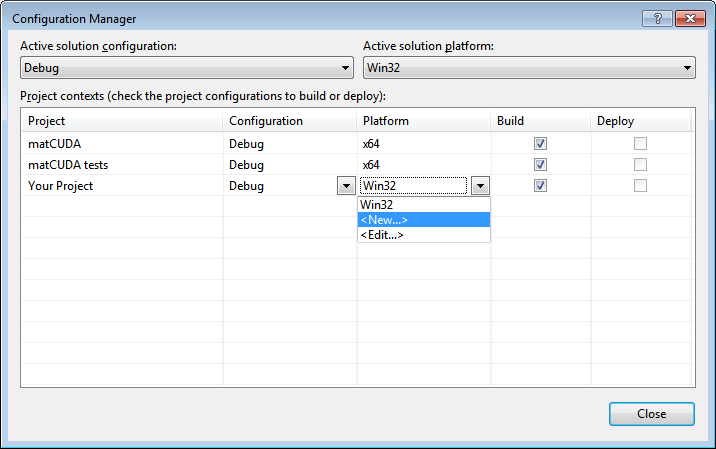 Configuration Manager
?
Active solution configuration: Active solution platform:
Debug Win32
Project contexts (check the project configurations to build or deploy):
Project Configuration Platform Build Deploy
matCUDA Debug x64
matCUDA tests Debug x64
Your Project Debug Win32
Win32
<New...>
<Edit...>
Close